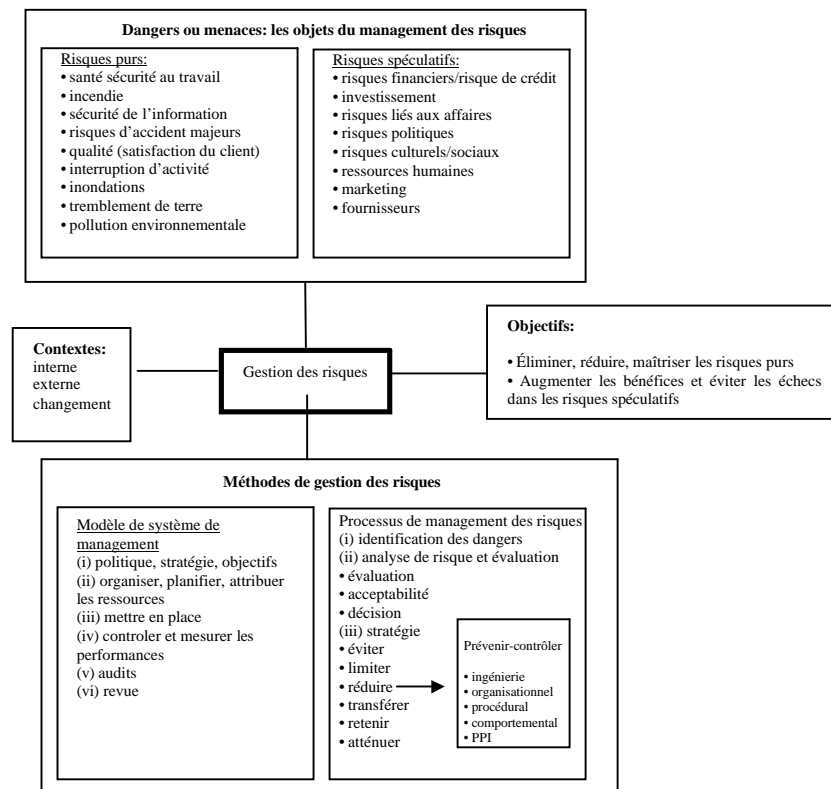 Dangers ou menaces: les objets du management des risques
Risques purs:
• santé sécurité au travail
• incendie
• sécurité de l'information
• risques d'accident majeurs
• qualité (satisfaction du client)
• interruption d'activité
• inondations
• tremblement de terre
• pollution environnementale
Risques spéculatifs:
• risques financiers/risque de crédit
• investissement
• risques liés aux affaires
• risques politiques
• risques culturels/sociaux
• ressources humaines
• marketing
• fournisseurs
Contextes:
interne
externe
changement
Gestion des risques
Objectifs:
• Éliminer, réduire, maîtriser les risques purs
• Augmenter les bénéfices et éviter les échecs
dans les risques spéculatifs
Méthodes de gestion des risques
Modèle de système de
management
(i) politique, stratégie, objectifs
(ii) organiser, planifier, attribuer
les ressources
(iii) mettre en place
(iv) controler et mesurer les
performances
(v) audits
(vi) revue
Processus de management des risques
(i) identification des dangers
(ii) analyse de risque et évaluation
• évaluation
• acceptabilité
• décision
(iii) stratégie
• éviter
• limiter
• réduire
• transférer
• retenir
• atténuer
Prévenir-contrôler
• ingénierie
• organisationnel
• procédural
• comportemental
• PPI